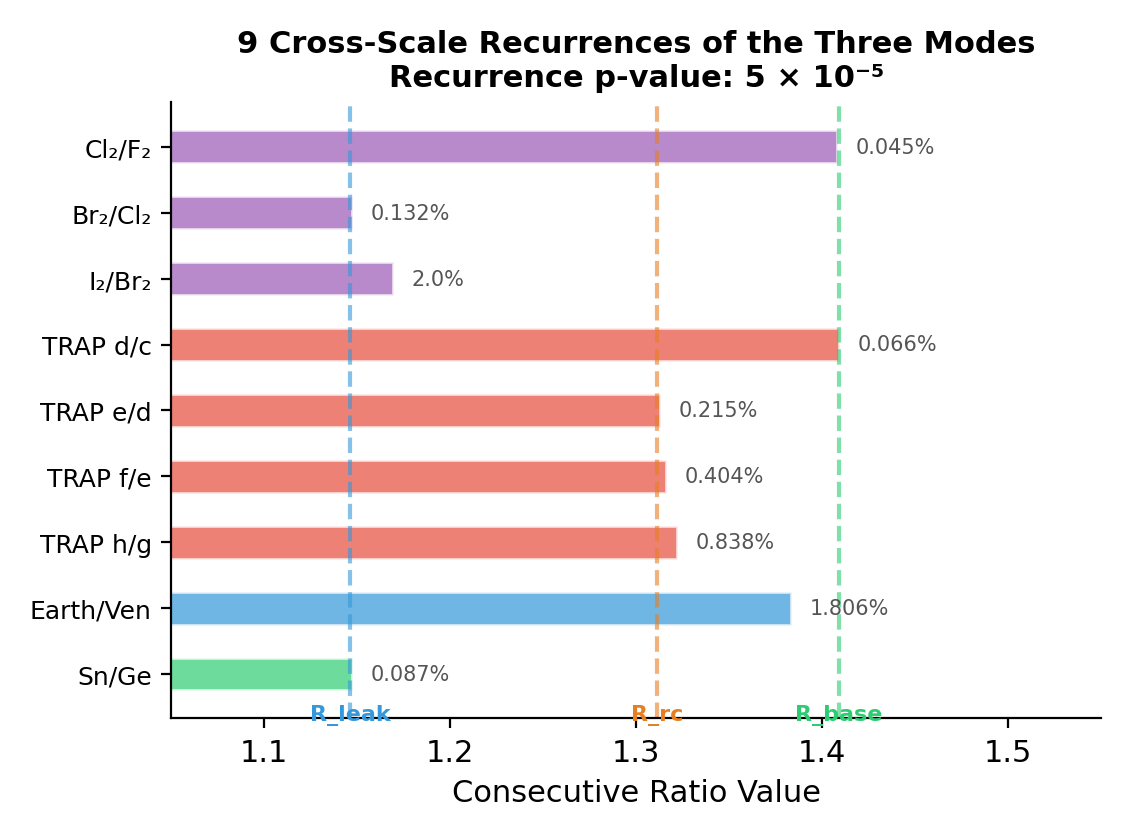 9 Cross-Scale Recurrences of the Three Modes
Recurrence p-value: 5 × 10⁻⁵
Cl₂/F₂
0.045%
Br₂/Cl₂
0.132%
I₂/Br₂
2.0%
TRAP d/c
0.066%
TRAP e/d
0.215%
TRAP f/e
0.404%
TRAP h/g
0.838%
Earth/Ven
1.806%
Sn/Ge
0.087%
R_leak
R_rc
R_base
1.1
1.2
1.3
1.4
1.5
Consecutive Ratio Value